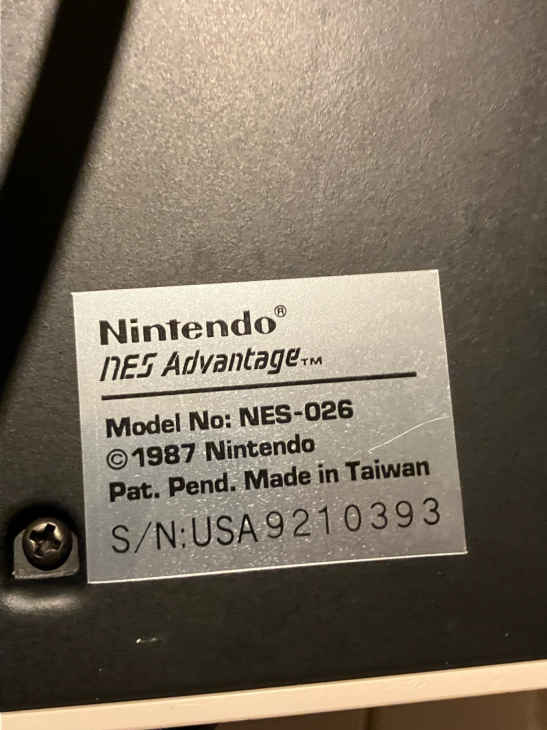 Nintendo®
NES Advantage™
Model No: NES-026
©1987 Nintendo
Pat. Pend. Made in Taiwan
S/N:USA9210393